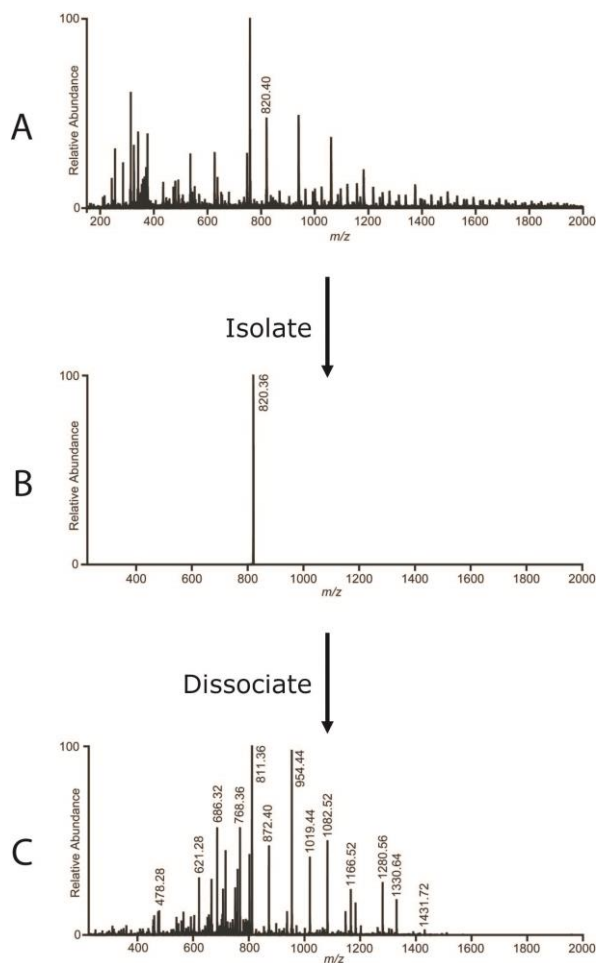 A
Relative Abundance
100
0
820.40
200 400 600 800 1000 1200 1400 1600 1800 2000
m/z
Isolate
B
Relative Abundance
100
0
820.36
400 600 800 1000 1200 1400 1600 1800 2000
m/z
Dissociate
C
Relative Abundance
100
0
478.28
621.28
686.32
768.36
811.36
872.40
954.44
1019.44
1082.52
1166.52
1280.56
1330.64
1431.72
400 600 800 1000 1200 1400 1600 1800 2000
m/z